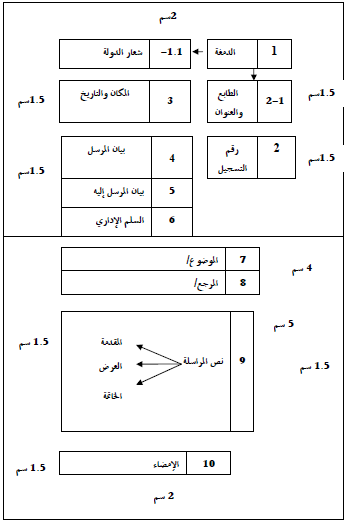 2سم
1 الدمغة
1.1– شعار الدولة
2-1 الطابع والعنوان
3 المكان والتاريخ
1.5سم
1.5سم
2 رقم التسجيل
4 بيان المرسل
1.5سم
1.5سم
5 بيان المرسل إليه
6 السلم الإداري
7 الموضوع/
8 المرجع/
4 سم
5 سم
9 نص المراسلة
المقدمة
العرض
الخاتمة
1.5 سم
1.5 سم
10 الإمضاء
1.5 سم
2 سم